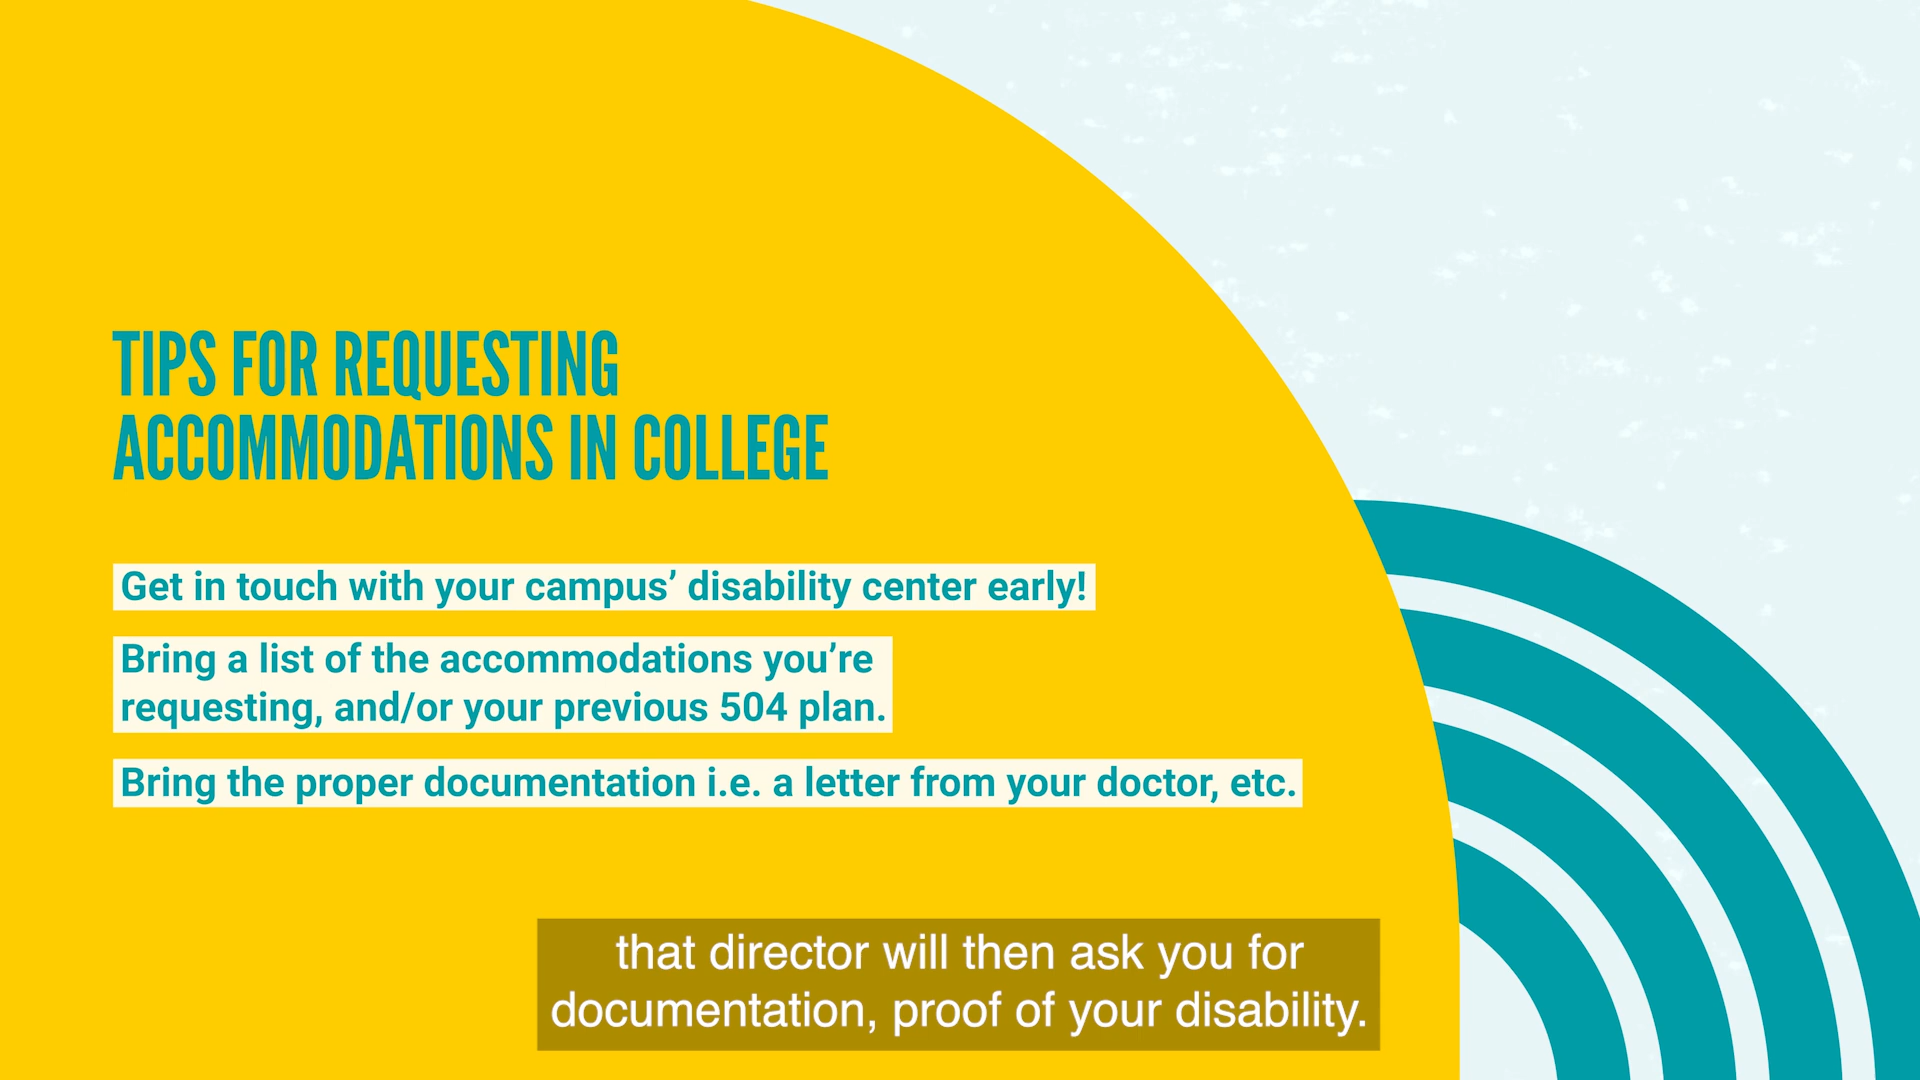 TIPS FOR REQUESTING
ACCOMMODATIONS IN COLLEGE
Get in touch with your campus’ disability center early!
Bring a list of the accommodations you’re
requesting, and/or your previous 504 plan.
Bring the proper documentation i.e. a letter from your doctor, etc.
that director will then ask you for
documentation, proof of your disability.